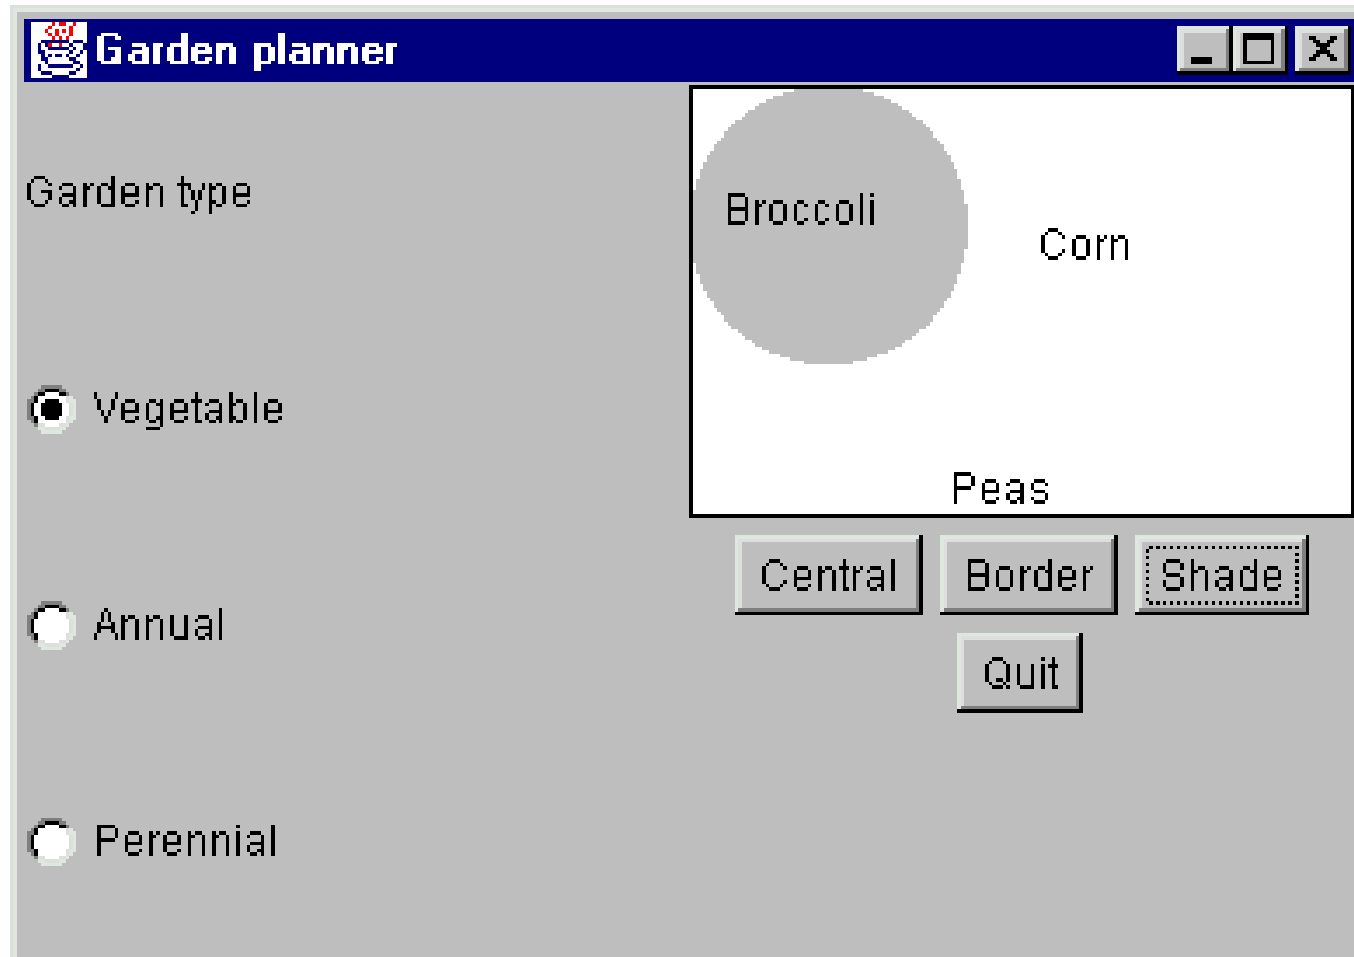 Garden planner
Garden type
Vegetable
Annual
Perennial
Broccoli
Corn
Peas
Central Border Shade
Quit